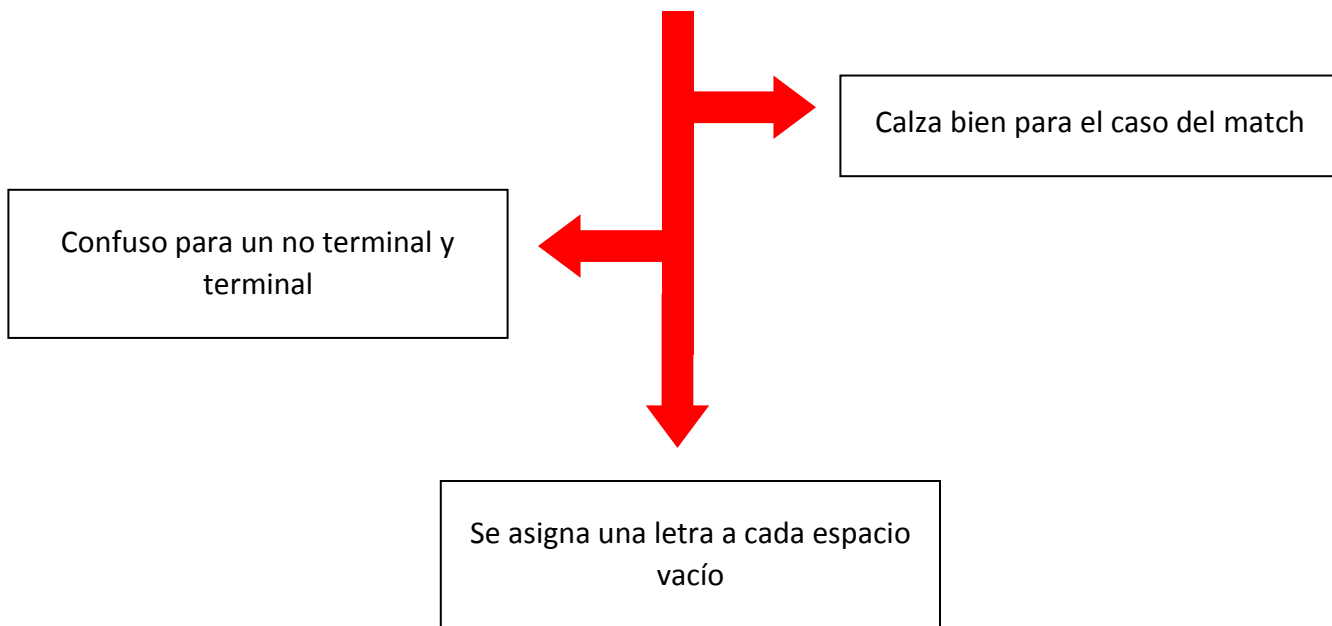 Calza bien para el caso del match
Confuso para un no terminal y
terminal
Se asigna una letra a cada espacio
vacío